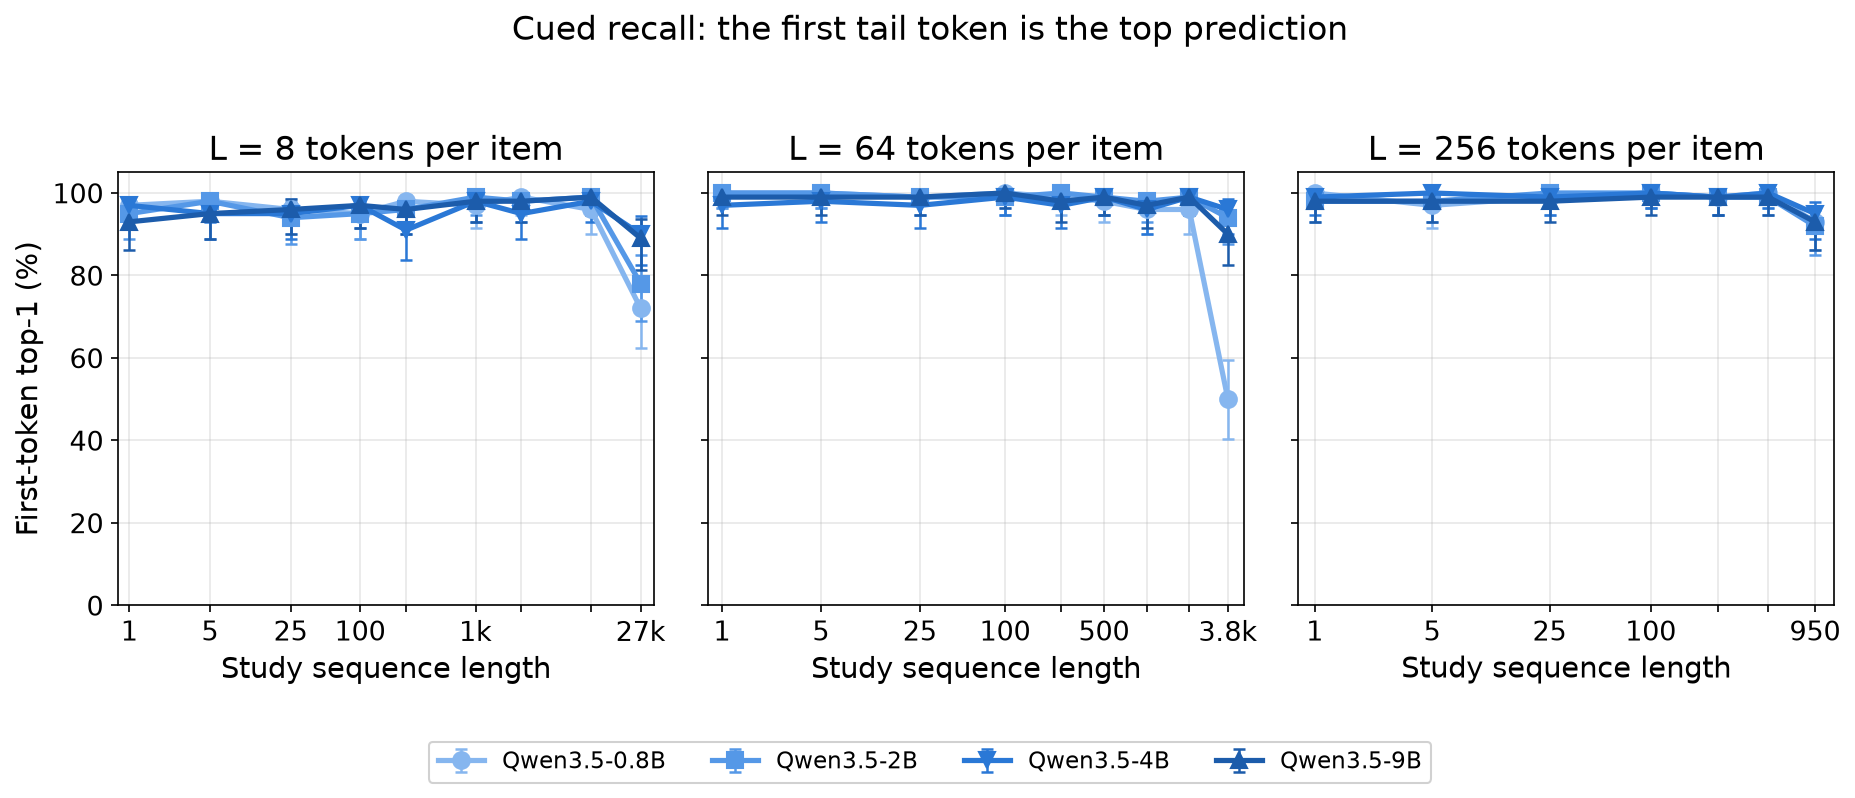 Cued recall: the first tail token is the top prediction
L = 8 tokens per item
L = 64 tokens per item
L = 256 tokens per item
First-token top-1 (%)
100
80
60
40
20
0
1 5 25 100 1k 27k
1 5 25 100 500 3.8k
1 5 25 100 950
Study sequence length
Study sequence length
Study sequence length
Qwen3.5-0.8B
Qwen3.5-2B
Qwen3.5-4B
Qwen3.5-9B